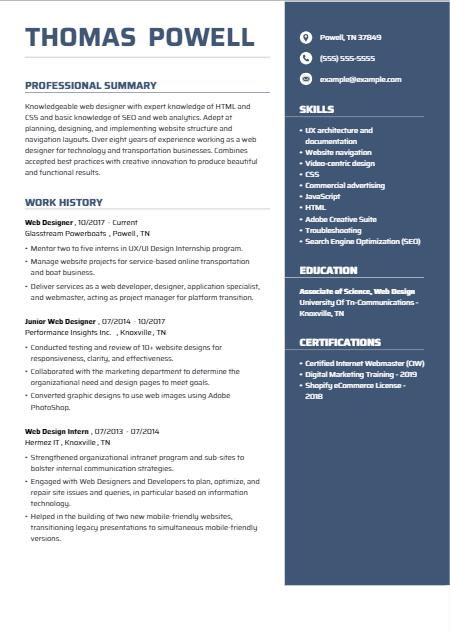 THOMAS POWELL
PROFESSIONAL SUMMARY
Knowledgeable web designer with expert knowledge of HTML and
CSS and basic knowledge of SEO and web analytics. Adept at
planning, designing, and implementing website structure and
navigation layouts. Over eight years of experience working as a web
designer for technology and transportation businesses. Combines
accepted best practices with creative innovation to produce beautiful
and functional results.
WORK HISTORY
Web Designer , 10/2017 - Current
Glasstream Powerboats , Powell, TN
• Mentor two to five interns in UX/UI Design Internship program.
• Manage website projects for service-based online transportation
and boat business.
• Deliver services as a web developer, designer, application specialist,
and webmaster, acting as project manager for platform transition.
Junior Web Designer , 07/2014 - 10/2017
Performance Insights Inc. , Knoxville, TN
• Conducted testing and review of 10+ website designs for
responsiveness, clarity, and effectiveness.
• Collaborated with the marketing department to determine the
organizational need and design pages to meet goals.
• Converted graphic designs to use web images using Adobe
PhotoShop.
Web Design Intern , 07/2013 - 07/2014
Hermez IT , Knoxville, TN
• Strengthened organizational intranet program and sub-sites to
bolster internal communication strategies.
• Engaged with Web Designers and Developers to plan, optimize, and
repair site issues and queries, in particular based on information
technology.
• Helped in the building of two new mobile-friendly websites,
transitioning legacy presentations to simultaneous mobile-friendly
versions.
Powell, TN 37849
(555) 555-5555
example@example.com
SKILLS
• UX architecture and
documentation
• Website navigation
• Video-centric design
• CSS
• Commercial advertising
• JavaScript
• HTML
• Adobe Creative Suite
• Troubleshooting
• Search Engine Optimization (SEO)
EDUCATION
Associate of Science, Web Design
University Of Tn-Communications -
Knoxville, TN
CERTIFICATIONS
• Certified Internet Webmaster (CIW)
• Digital Marketing Training - 2019
• Shopify eCommerce License -
2018